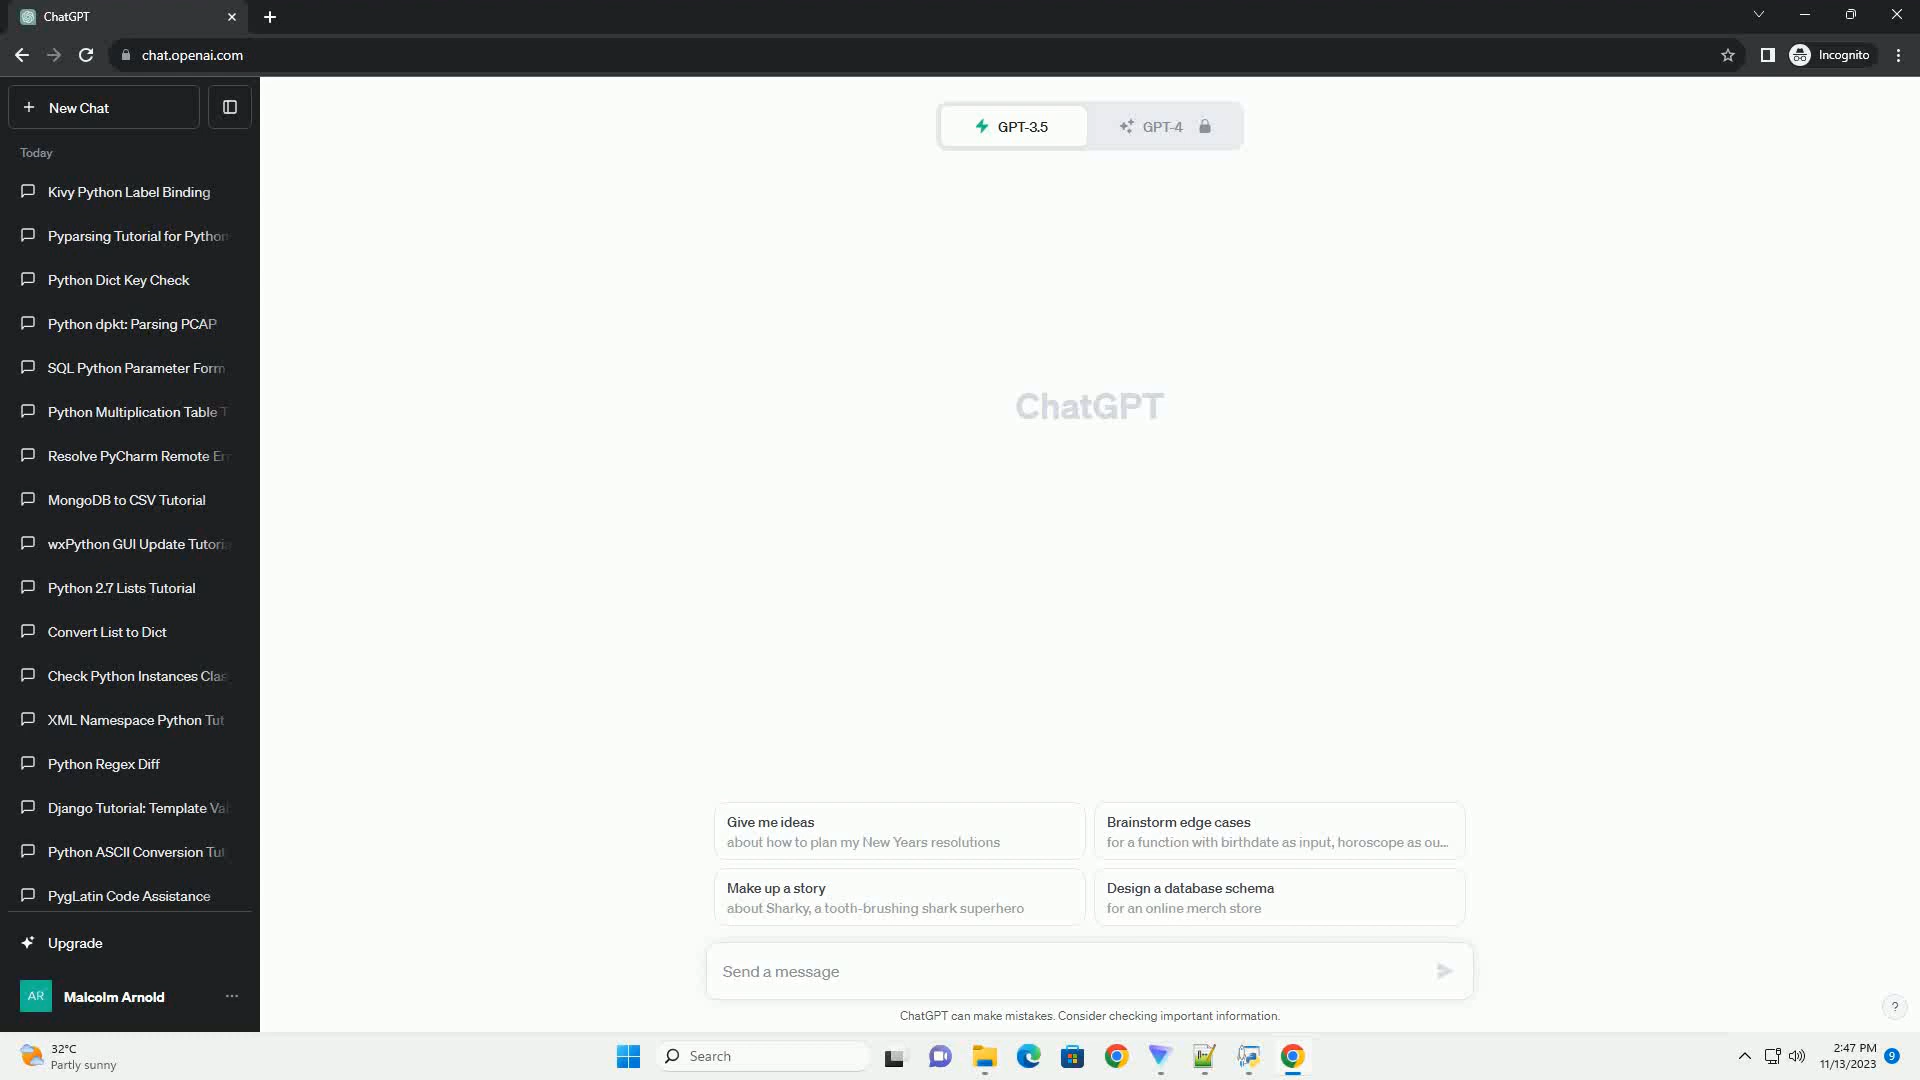 ChatGPT
chat.openai.com
Incognito
New Chat
GPT-3.5
GPT-4
Today
Kivy Python Label Binding
Pyparsing Tutorial for Python
Python Dict Key Check
Python dpkt: Parsing PCAP
SQL Python Parameter Form
Python Multiplication Table T
Resolve PyCharm Remote Err
MongoDB to CSV Tutorial
wxPython GUI Update Tutoria
Python 2.7 Lists Tutorial
Convert List to Dict
Check Python Instances Clas
XML Namespace Python Tut
Python Regex Diff
Django Tutorial: Template Val
Python ASCII Conversion Tut
PygLatin Code Assistance
Upgrade
AR Malcolm Arnold
ChatGPT
Give me ideas
about how to plan my New Years resolutions
Brainstorm edge cases
for a function with birthdate as input, horoscope as ou...
Make up a story
about Sharky, a tooth-brushing shark superhero
Design a database schema
for an online merch store
Send a message
ChatGPT can make mistakes. Consider checking important information.
?
32°C
Partly sunny
Search
2:47 PM
11/13/2023
9